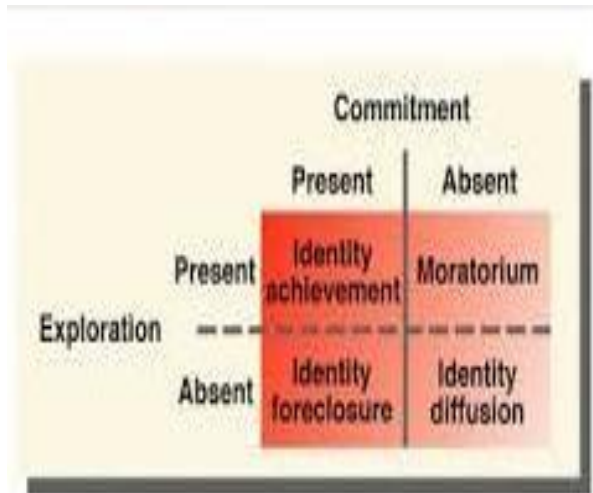 Commitment
Present Absent
Present Identity achievement Moratorium
Exploration
Absent Identity foreclosure Identity diffusion